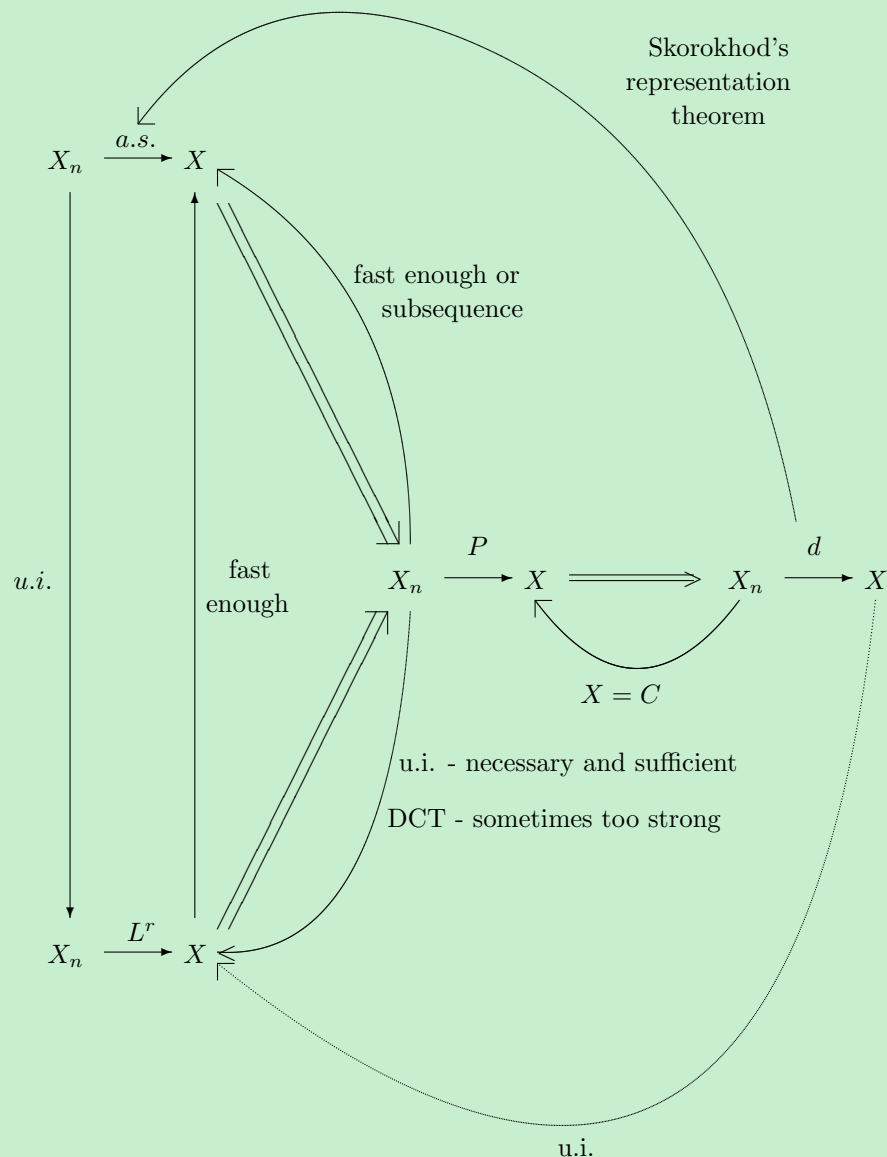 Skorokhod's
representation
theorem
a.s.
X_n X
fast enough or
subsequence
u.i.
fast
enough
P
X_n X
d
X_n X
X = C
u.i. - necessary and sufficient
DCT - sometimes too strong
L^r
X_n X
u.i.